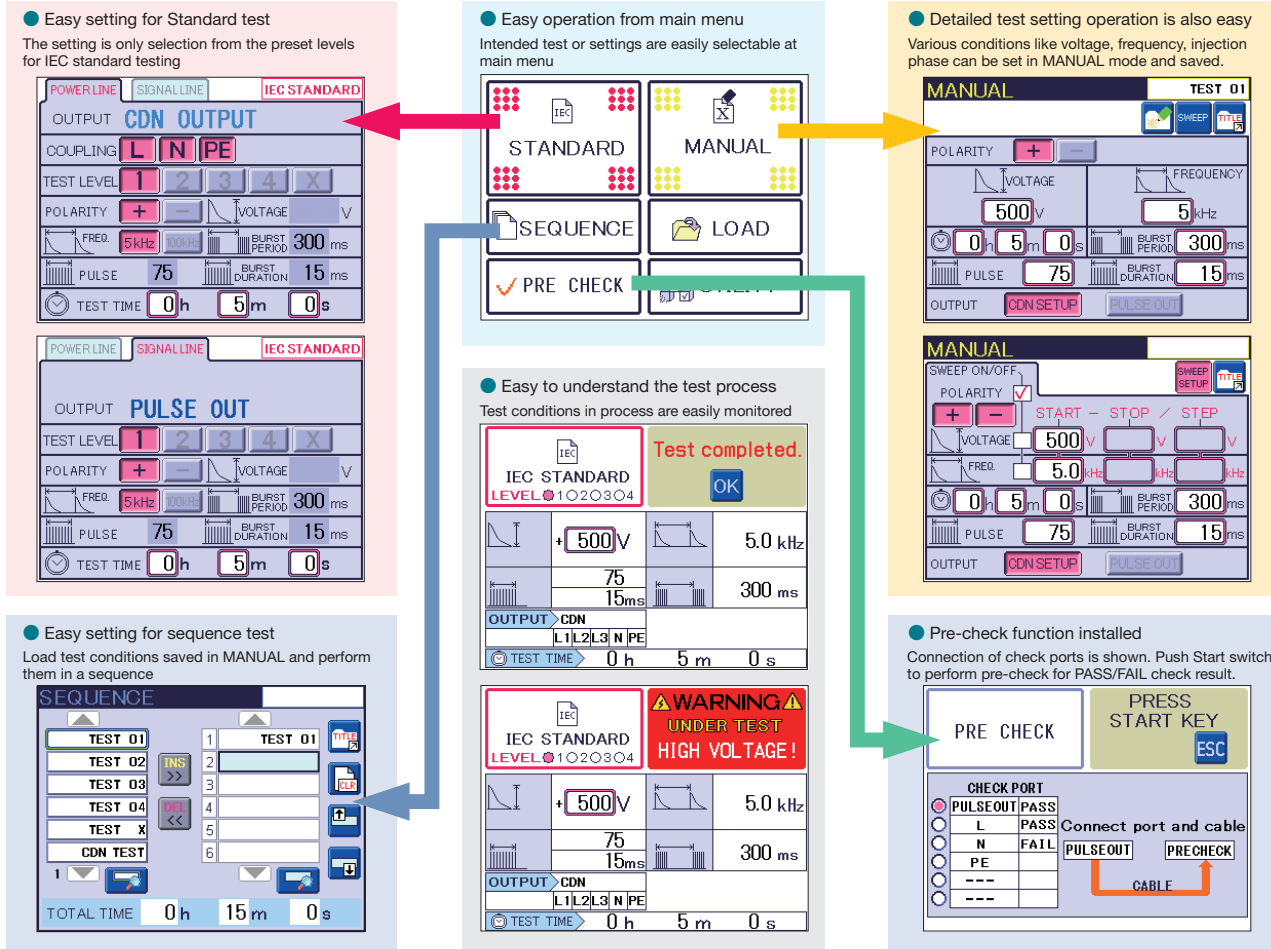 Easy setting for Standard test
The setting is only selection from the preset levels
for IEC standard testing
POWER LINE SIGNAL LINE IEC STANDARD
OUTPUT CDN OUTPUT
COUPLING L N PE
TEST LEVEL 1 2 3 4 X
POLARITY + − VOLTAGE V
FREQ. 5kHz 100kHz BURST PERIOD 300 ms
PULSE 75 BURST DURATION 15 ms
TEST TIME 0 h 5 m 0 s
POWER LINE SIGNAL LINE IEC STANDARD
OUTPUT PULSE OUT
TEST LEVEL 1 2 3 4 X
POLARITY + − VOLTAGE V
FREQ. 5kHz 100kHz BURST PERIOD 300 ms
PULSE 75 BURST DURATION 15 ms
TEST TIME 0 h 5 m 0 s
Easy setting for sequence test
Load test conditions saved in MANUAL and perform
them in a sequence
SEQUENCE
TEST 01 1 TEST 01 TITLE
TEST 02 INS >> 2
TEST 03 3 CLR
TEST 04 DEL << 4
TEST X 5
CDN TEST 6
1
TOTAL TIME 0 h 15 m 0 s
Easy operation from main menu
Intended test or settings are easily selectable at
main menu
IEC X
STANDARD MANUAL
SEQUENCE LOAD
PRE CHECK
Easy to understand the test process
Test conditions in process are easily monitored
IEC Test completed.
IEC STANDARD OK
LEVEL 1 2 3 4
+ 500 V 5.0 kHz
75
15ms 300 ms
OUTPUT CDN
L1 L2 L3 N PE
TEST TIME 0 h 5 m 0 s
IEC WARNING
UNDER TEST
IEC STANDARD HIGH VOLTAGE!
LEVEL 1 2 3 4
+ 500 V 5.0 kHz
75
15ms 300 ms
OUTPUT CDN
L1 L2 L3 N PE
TEST TIME 0 h 5 m 0 s
Detailed test setting operation is also easy
Various conditions like voltage, frequency, injection
phase can be set in MANUAL mode and saved.
MANUAL TEST 01
SWEEP TITLE
POLARITY + −
VOLTAGE FREQUENCY
500 V 5 kHz
0 h 5 m 0 s BURST PERIOD 300 ms
PULSE 75 BURST DURATION 15 ms
OUTPUT CDN SETUP PULSE OUT
MANUAL
SWEEP ON/OFF SWEEP SETUP TITLE
POLARITY
+ − START − STOP / STEP
VOLTAGE 500 V V V
FREQ. 5.0 kHz kHz kHz
0 h 5 m 0 s BURST PERIOD 300 ms
PULSE 75 BURST DURATION 15 ms
OUTPUT CDN SETUP PULSE OUT
Pre-check function installed
Connection of check ports is shown. Push Start switch
to perform pre-check for PASS/FAIL check result.
PRE CHECK PRESS
START KEY
ESC
CHECK PORT
PULSEOUT PASS
L PASS Connect port and cable
N FAIL PULSEOUT PRECHECK
PE
--- CABLE
---